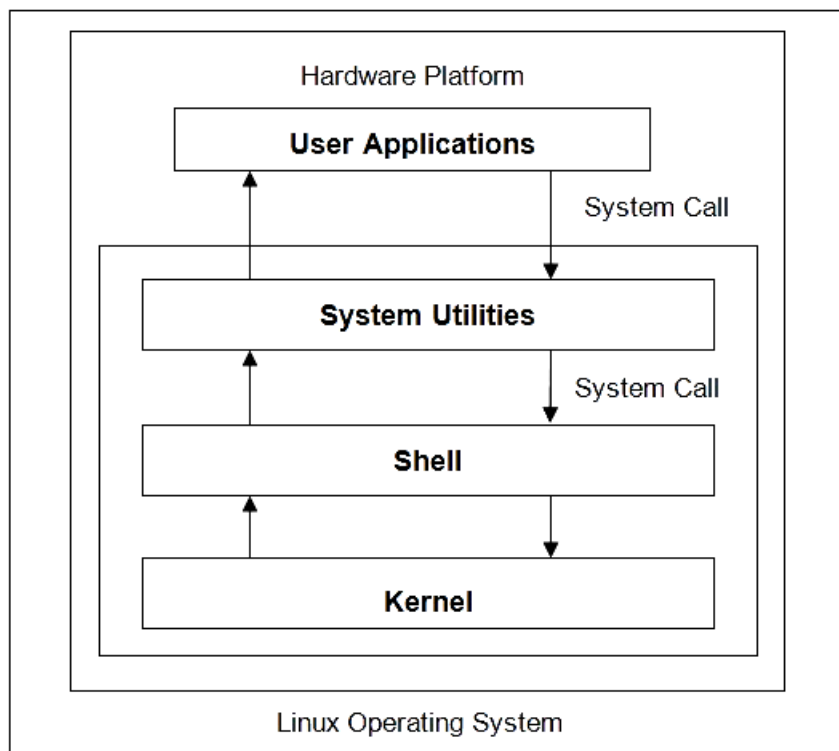 Hardware Platform
User Applications
System Call
System Utilities
System Call
Shell
Kernel
Linux Operating System